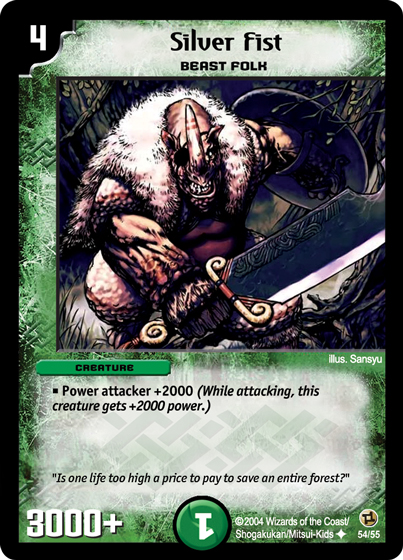 4
Silver Fist
BEAST FOLK
illus. Sansyu
CREATURE
■ Power attacker +2000 (While attacking, this
creature gets +2000 power.)
"Is one life too high a price to pay to save an entire forest?"
3000+
1
©2004 Wizards of the Coast/
Shogakukan/Mitsui-Kids ✦ 54/55